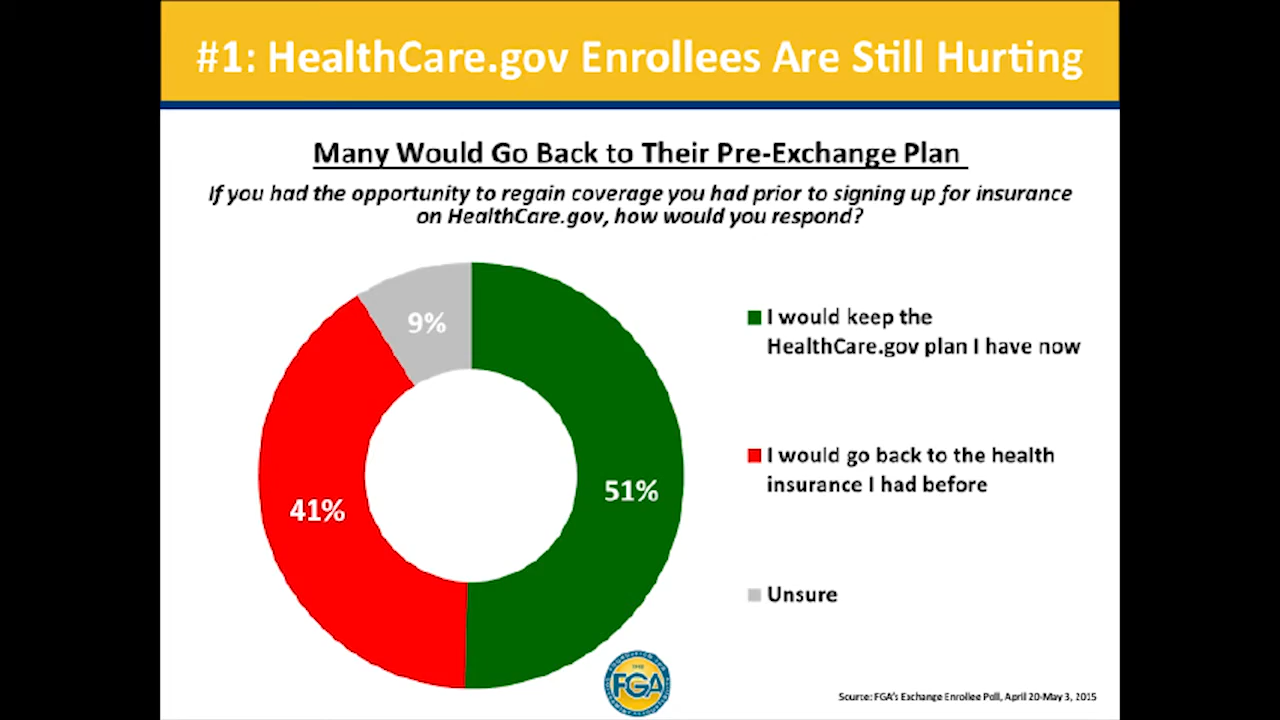 #1: HealthCare.gov Enrollees Are Still Hurting
Many Would Go Back to Their Pre-Exchange Plan
If you had the opportunity to regain coverage you had prior to signing up for insurance
on HealthCare.gov, how would you respond?
9%
41%
51%
I would keep the
HealthCare.gov plan I have now
I would go back to the health
insurance I had before
Unsure
THE
FGA
Source: FGA's Exchange Enrollee Poll, April 20-May 3, 2015